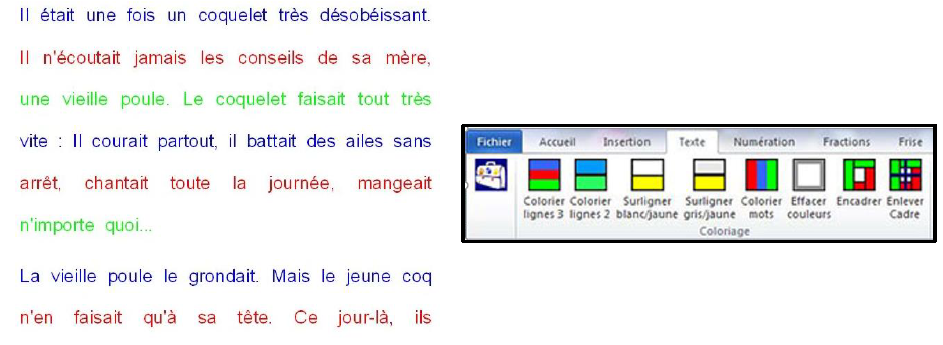 Il était une fois un coquelet très désobéissant.
Il n'écoutait jamais les conseils de sa mère,
une vieille poule. Le coquelet faisait tout très
vite : Il courait partout, il battait des ailes sans
arrêt, chantait toute la journée, mangeait
n'importe quoi...
La vieille poule le grondait. Mais le jeune coq
n'en faisait qu'à sa tête. Ce jour-là, ils
Fichier Accueil Insertion Texte Numération Fractions Frise
Colorier Colorier Surligner Surligner Colorier Effacer Encadrer Enlever
lignes 3 lignes 2 blanc/jaune gris/jaune mots couleurs Cadre
Coloriage